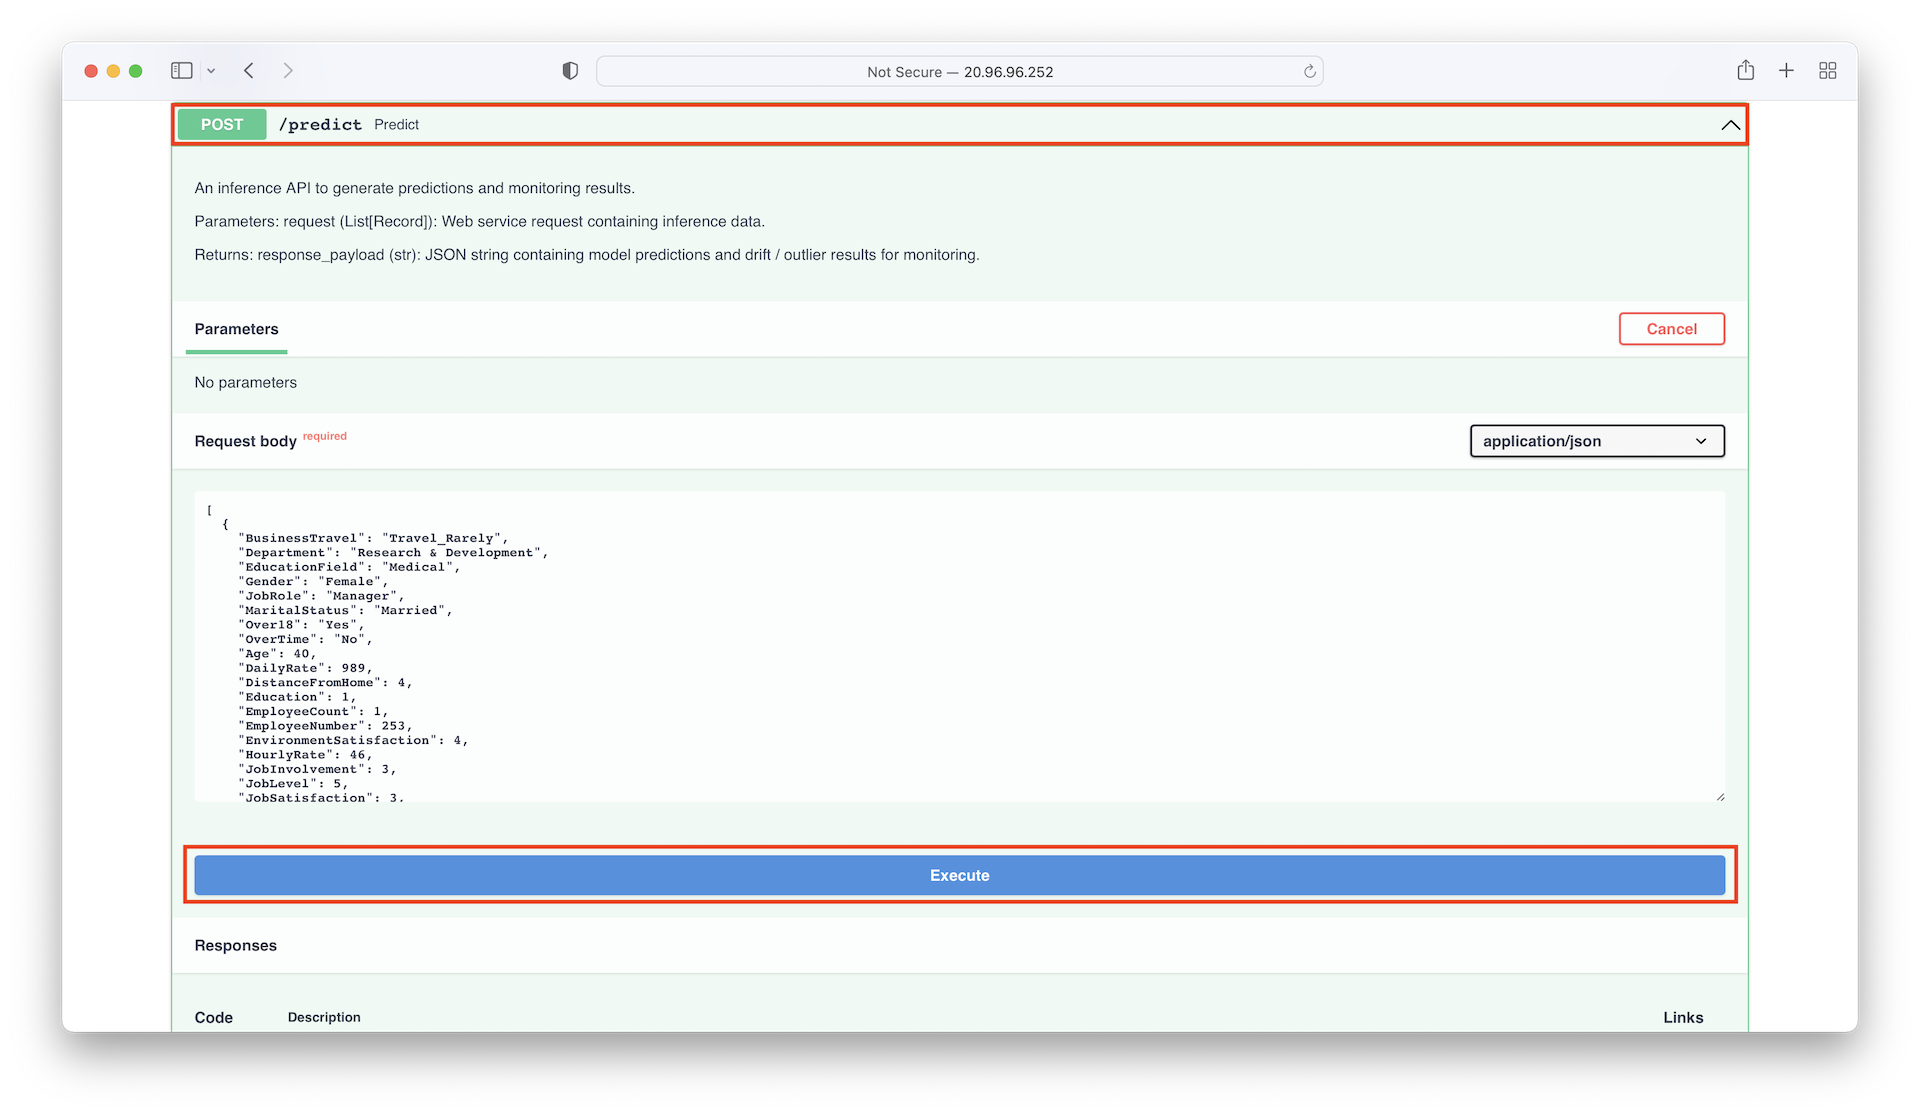 Not Secure — 20.96.96.252
POST /predict Predict
An inference API to generate predictions and monitoring results.
Parameters: request (List[Record]): Web service request containing inference data.
Returns: response_payload (str): JSON string containing model predictions and drift / outlier results for monitoring.
Parameters
Cancel
No parameters
Request body required
application/json
[
{
"BusinessTravel": "Travel_Rarely",
"Department": "Research & Development",
"EducationField": "Medical",
"Gender": "Female",
"JobRole": "Manager",
"MaritalStatus": "Married",
"Over18": "Yes",
"OverTime": "No",
"Age": 40,
"DailyRate": 989,
"DistanceFromHome": 4,
"Education": 1,
"EmployeeCount": 1,
"EmployeeNumber": 253,
"EnvironmentSatisfaction": 4,
"HourlyRate": 46,
"JobInvolvement": 3,
"JobLevel": 5,
"JobSatisfaction": 3,
Execute
Responses
Code Description Links